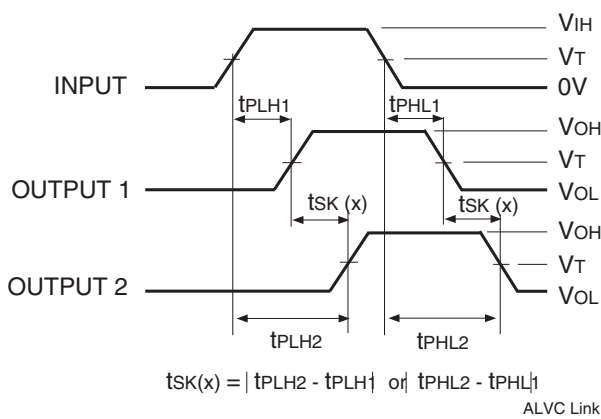 VIH
VT
0V
INPUT
tPLH1
tPHL1
VOH
VT
VOL
OUTPUT 1
tSK (x)
tSK (x)
VOH
VT
VOL
OUTPUT 2
tPLH2
tPHL2
tSK(x) = | tPLH2 - tPLH1| or| tPHL2 - tPHL|1
ALVC Link